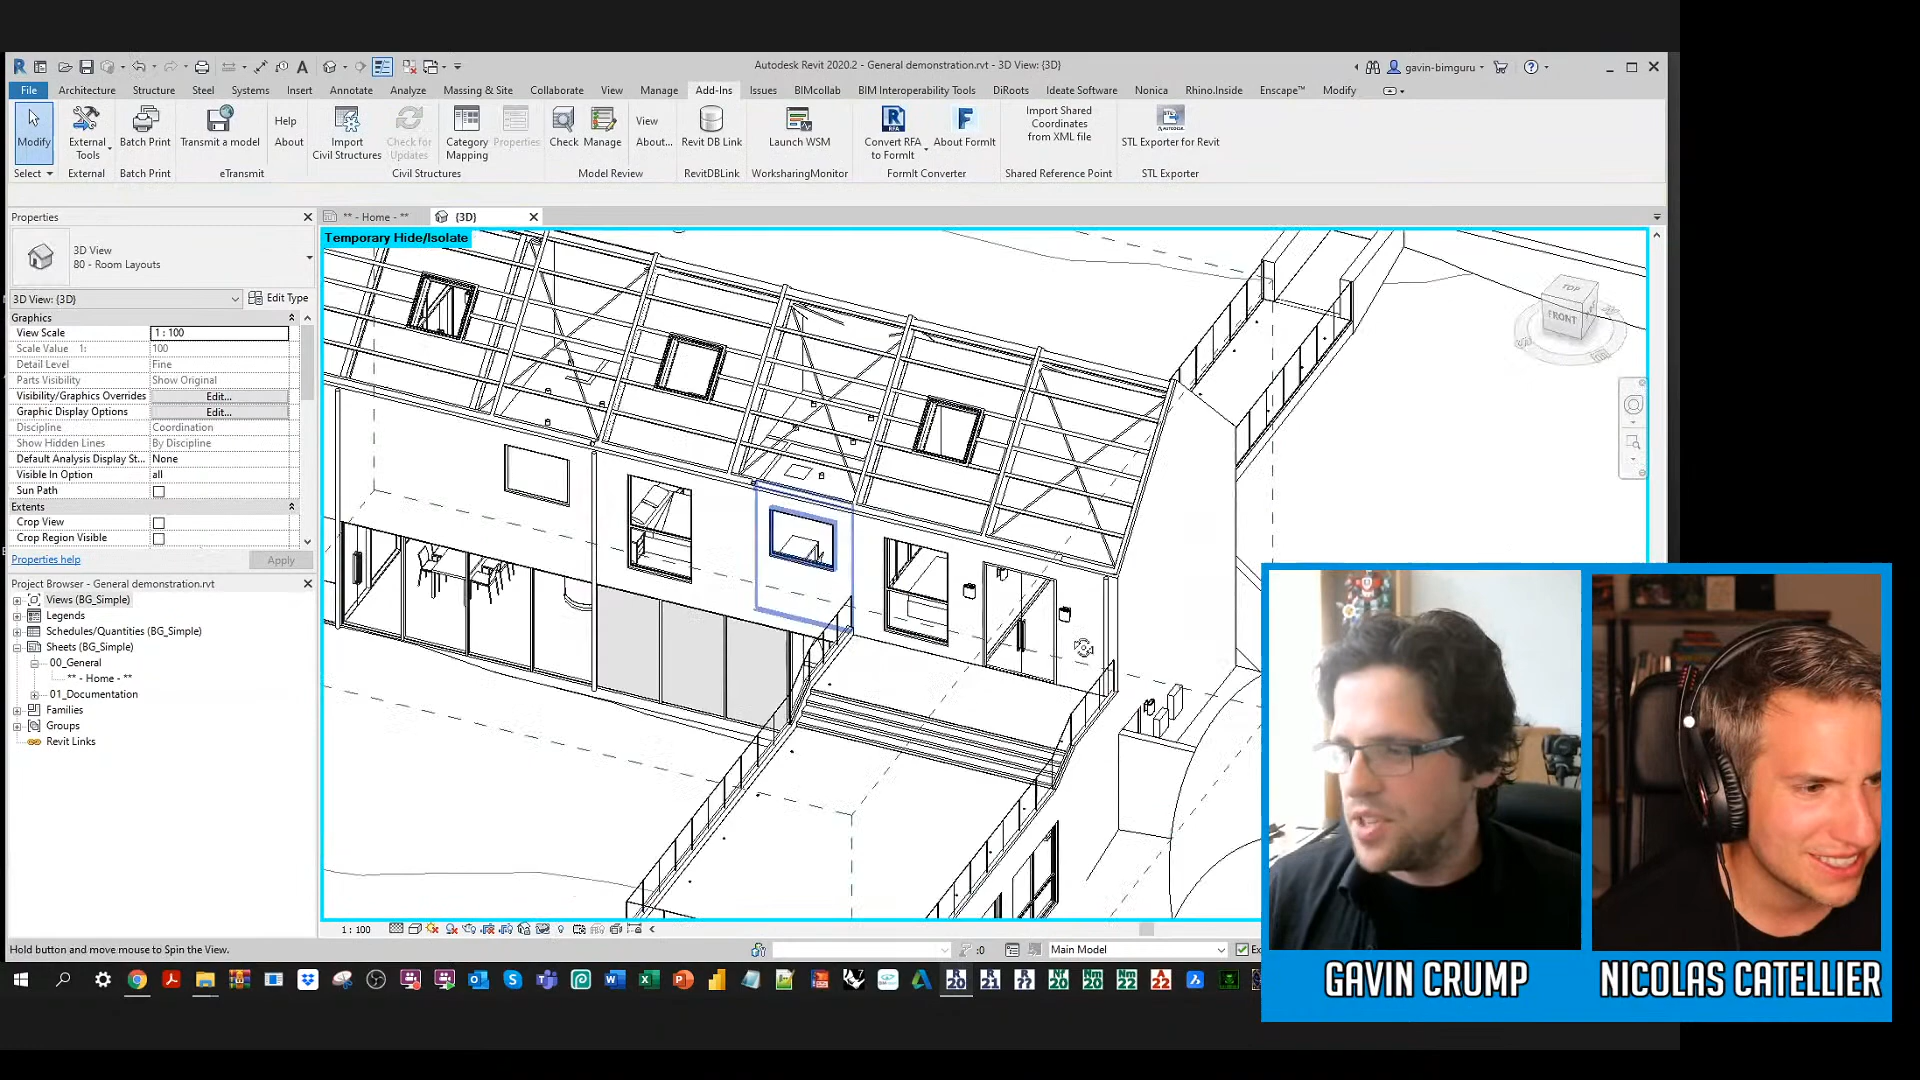 Autodesk Revit 2020.2 - General demonstration.rvt - 3D View: {3D}
gavin-bimguru
File Architecture Structure Steel Systems Insert Annotate Analyze Massing & Site Collaborate View Manage Add-Ins Issues BIMcollab BIM Interoperability Tools DiRoots Ideate Software Nonica Rhino.Inside Enscape™ Modify
Modify
External
Tools
Batch Print
Transmit a model
Help
About
Import
Civil Structures
Check for
Updates
Category
Mapping
Properties
Check
Manage
View
About...
Revit DB Link
Launch WSM
Convert RFA
to FormIt
About FormIt
Import Shared
Coordinates
from XML file
STL Exporter for Revit
Select External Batch Print eTransmit Civil Structures Model Review RevitDBLink WorksharingMonitor FormIt Converter Shared Reference Point STL Exporter
Properties
** - Home - **
{3D}
3D View
80 - Room Layouts
3D View: {3D}
Edit Type
Graphics
View Scale 1 : 100
Scale Value 1: 100
Detail Level Fine
Parts Visibility Show Original
Visibility/Graphics Overrides Edit...
Graphic Display Options Edit...
Discipline Coordination
Show Hidden Lines By Discipline
Default Analysis Display St... None
Visible In Option all
Sun Path
Extents
Crop View
Crop Region Visible
Properties help
Apply
Project Browser - General demonstration.rvt
Views (BG_Simple)
Legends
Schedules/Quantities (BG_Simple)
Sheets (BG_Simple)
00_General
** - Home - **
01_Documentation
Families
Groups
Revit Links
Temporary Hide/Isolate
TOP
FRONT
1 : 100
Hold button and move mouse to Spin the View.
:0
Main Model
GAVIN CRUMP
NICOLAS CATELLIER